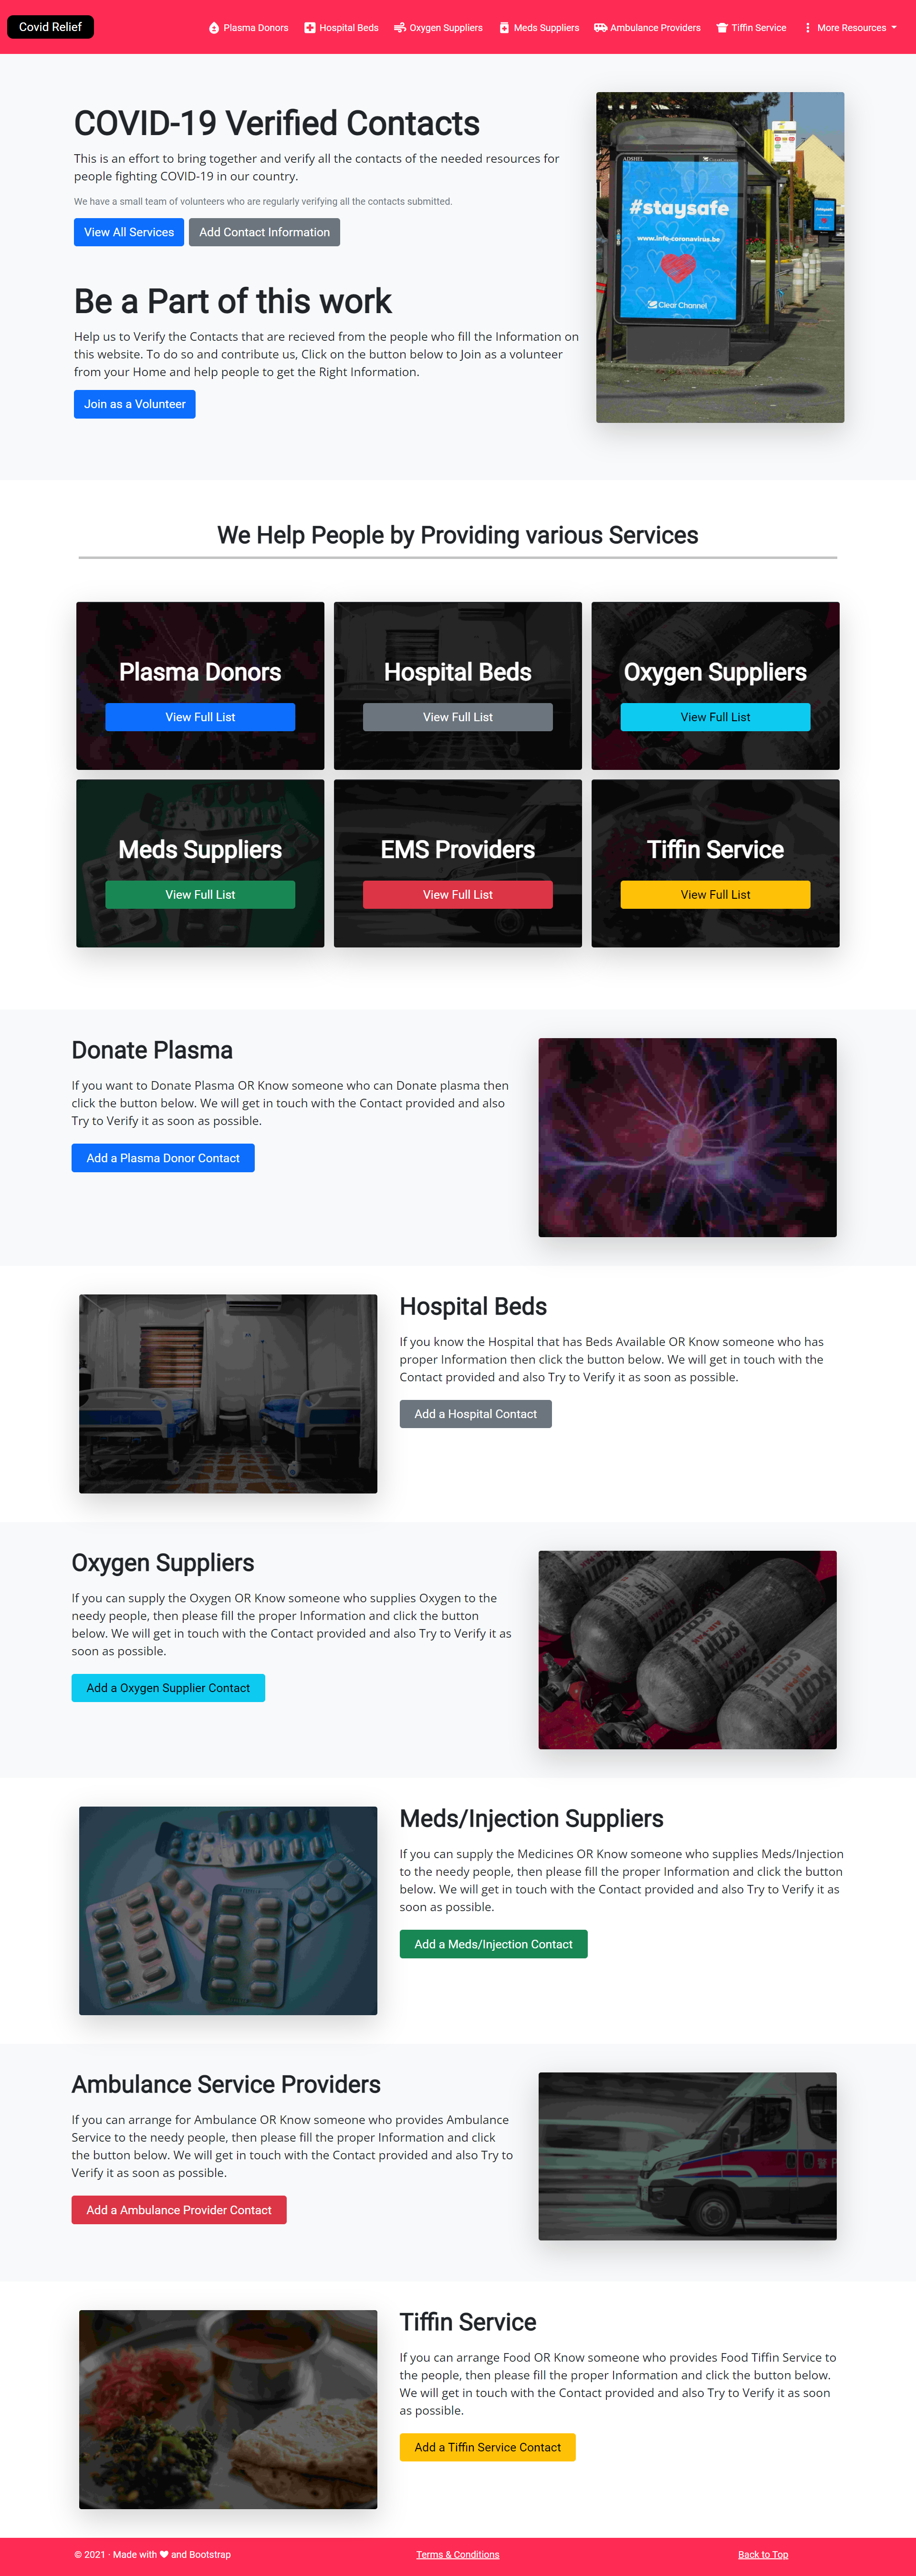 Covid Relief
Plasma Donors
Hospital Beds
Oxygen Suppliers
Meds Suppliers
Ambulance Providers
Tiffin Service
More Resources
COVID-19 Verified Contacts
This is an effort to bring together and verify all the contacts of the needed resources for
people fighting COVID-19 in our country.
We have a small team of volunteers who are regularly verifying all the contacts submitted.
View All Services
Add Contact Information
Be a Part of this work
Help us to Verify the Contacts that are recieved from the people who fill the Information on
this website. To do so and contribute us, Click on the button below to Join as a volunteer
from your Home and help people to get the Right Information.
Join as a Volunteer
ADSHEL
#staysafe
www.info-coronavirus.be
Clear Channel
We Help People by Providing various Services
Plasma Donors
View Full List
Hospital Beds
View Full List
Oxygen Suppliers
View Full List
Meds Suppliers
View Full List
EMS Providers
View Full List
Tiffin Service
View Full List
Donate Plasma
If you want to Donate Plasma OR Know someone who can Donate plasma then
click the button below. We will get in touch with the Contact provided and also
Try to Verify it as soon as possible.
Add a Plasma Donor Contact
Hospital Beds
If you know the Hospital that has Beds Available OR Know someone who has
proper Information then click the button below. We will get in touch with the
Contact provided and also Try to Verify it as soon as possible.
Add a Hospital Contact
Oxygen Suppliers
If you can supply the Oxygen OR Know someone who supplies Oxygen to the
needy people, then please fill the proper Information and click the button
below. We will get in touch with the Contact provided and also Try to Verify it as
soon as possible.
Add a Oxygen Supplier Contact
SCOTT
SCOTT
SCOTT
Meds/Injection Suppliers
If you can supply the Medicines OR Know someone who supplies Meds/Injection
to the needy people, then please fill the proper Information and click the button
below. We will get in touch with the Contact provided and also Try to Verify it as
soon as possible.
Add a Meds/Injection Contact
Ambulance Service Providers
If you can arrange for Ambulance OR Know someone who provides Ambulance
Service to the needy people, then please fill the proper Information and click
the button below. We will get in touch with the Contact provided and also Try to
Verify it as soon as possible.
Add a Ambulance Provider Contact
Tiffin Service
If you can arrange Food OR Know someone who provides Food Tiffin Service to
the people, then please fill the proper Information and click the button below.
We will get in touch with the Contact provided and also Try to Verify it as soon
as possible.
Add a Tiffin Service Contact
© 2021 · Made with ❤ and Bootstrap
Terms & Conditions
Back to Top